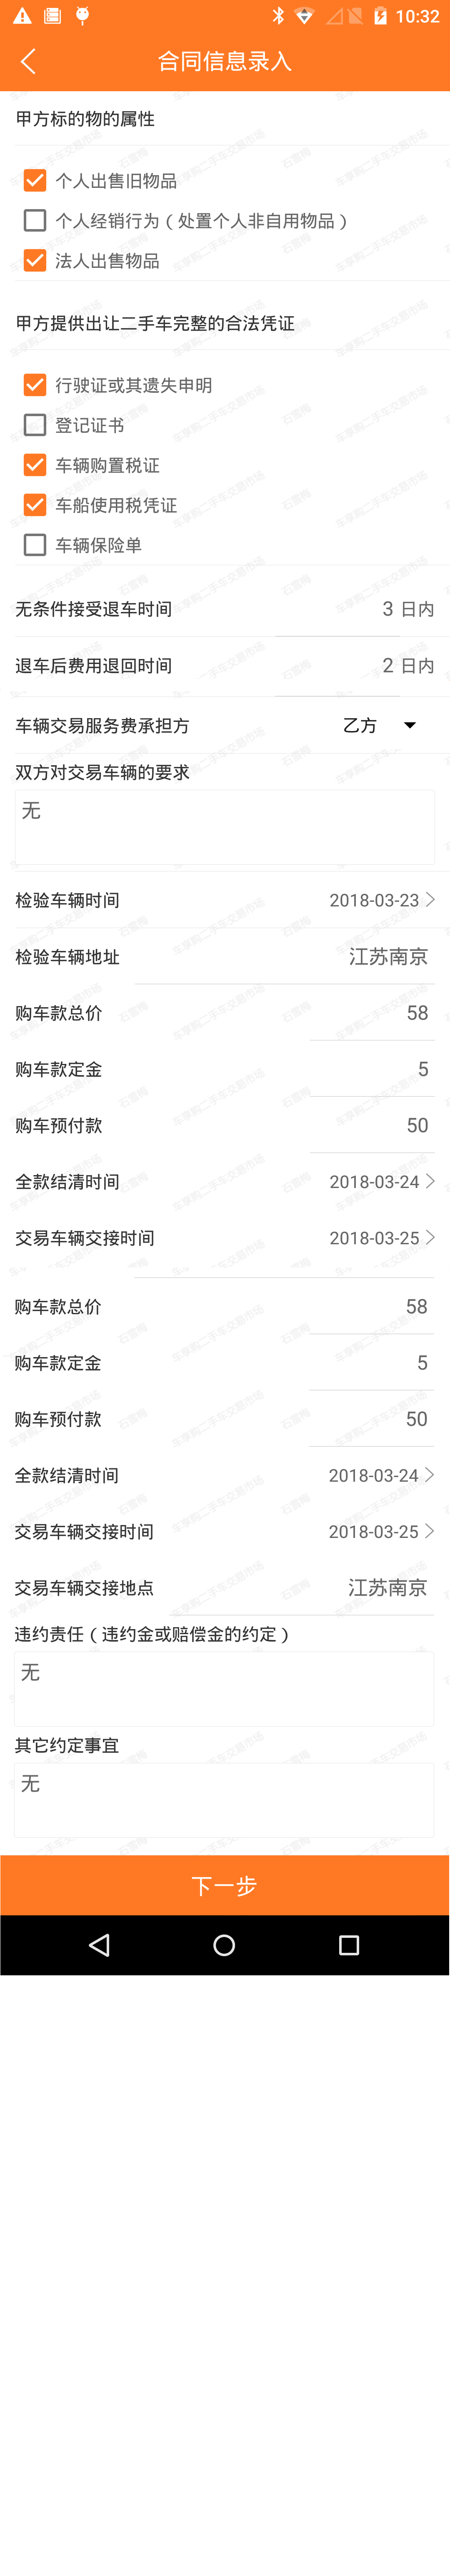 10:32
合同信息录入
甲方标的物的属性
个人出售旧物品
个人经销行为（处置个人非自用物品）
法人出售物品
甲方提供出让二手车完整的合法凭证
行驶证或其遗失申明
登记证书
车辆购置税证
车船使用税凭证
车辆保险单
无条件接受退车时间 3 日内
退车后费用退回时间 2 日内
车辆交易服务费承担方 乙方
双方对交易车辆的要求
无
检验车辆时间 2018-03-23
检验车辆地址 江苏南京
购车款总价 58
购车款定金 5
购车预付款 50
全款结清时间 2018-03-24
交易车辆交接时间 2018-03-25
购车款总价 58
购车款定金 5
购车预付款 50
全款结清时间 2018-03-24
交易车辆交接时间 2018-03-25
交易车辆交接地点 江苏南京
违约责任（违约金或赔偿金的约定）
无
其它约定事宜
无
下一步